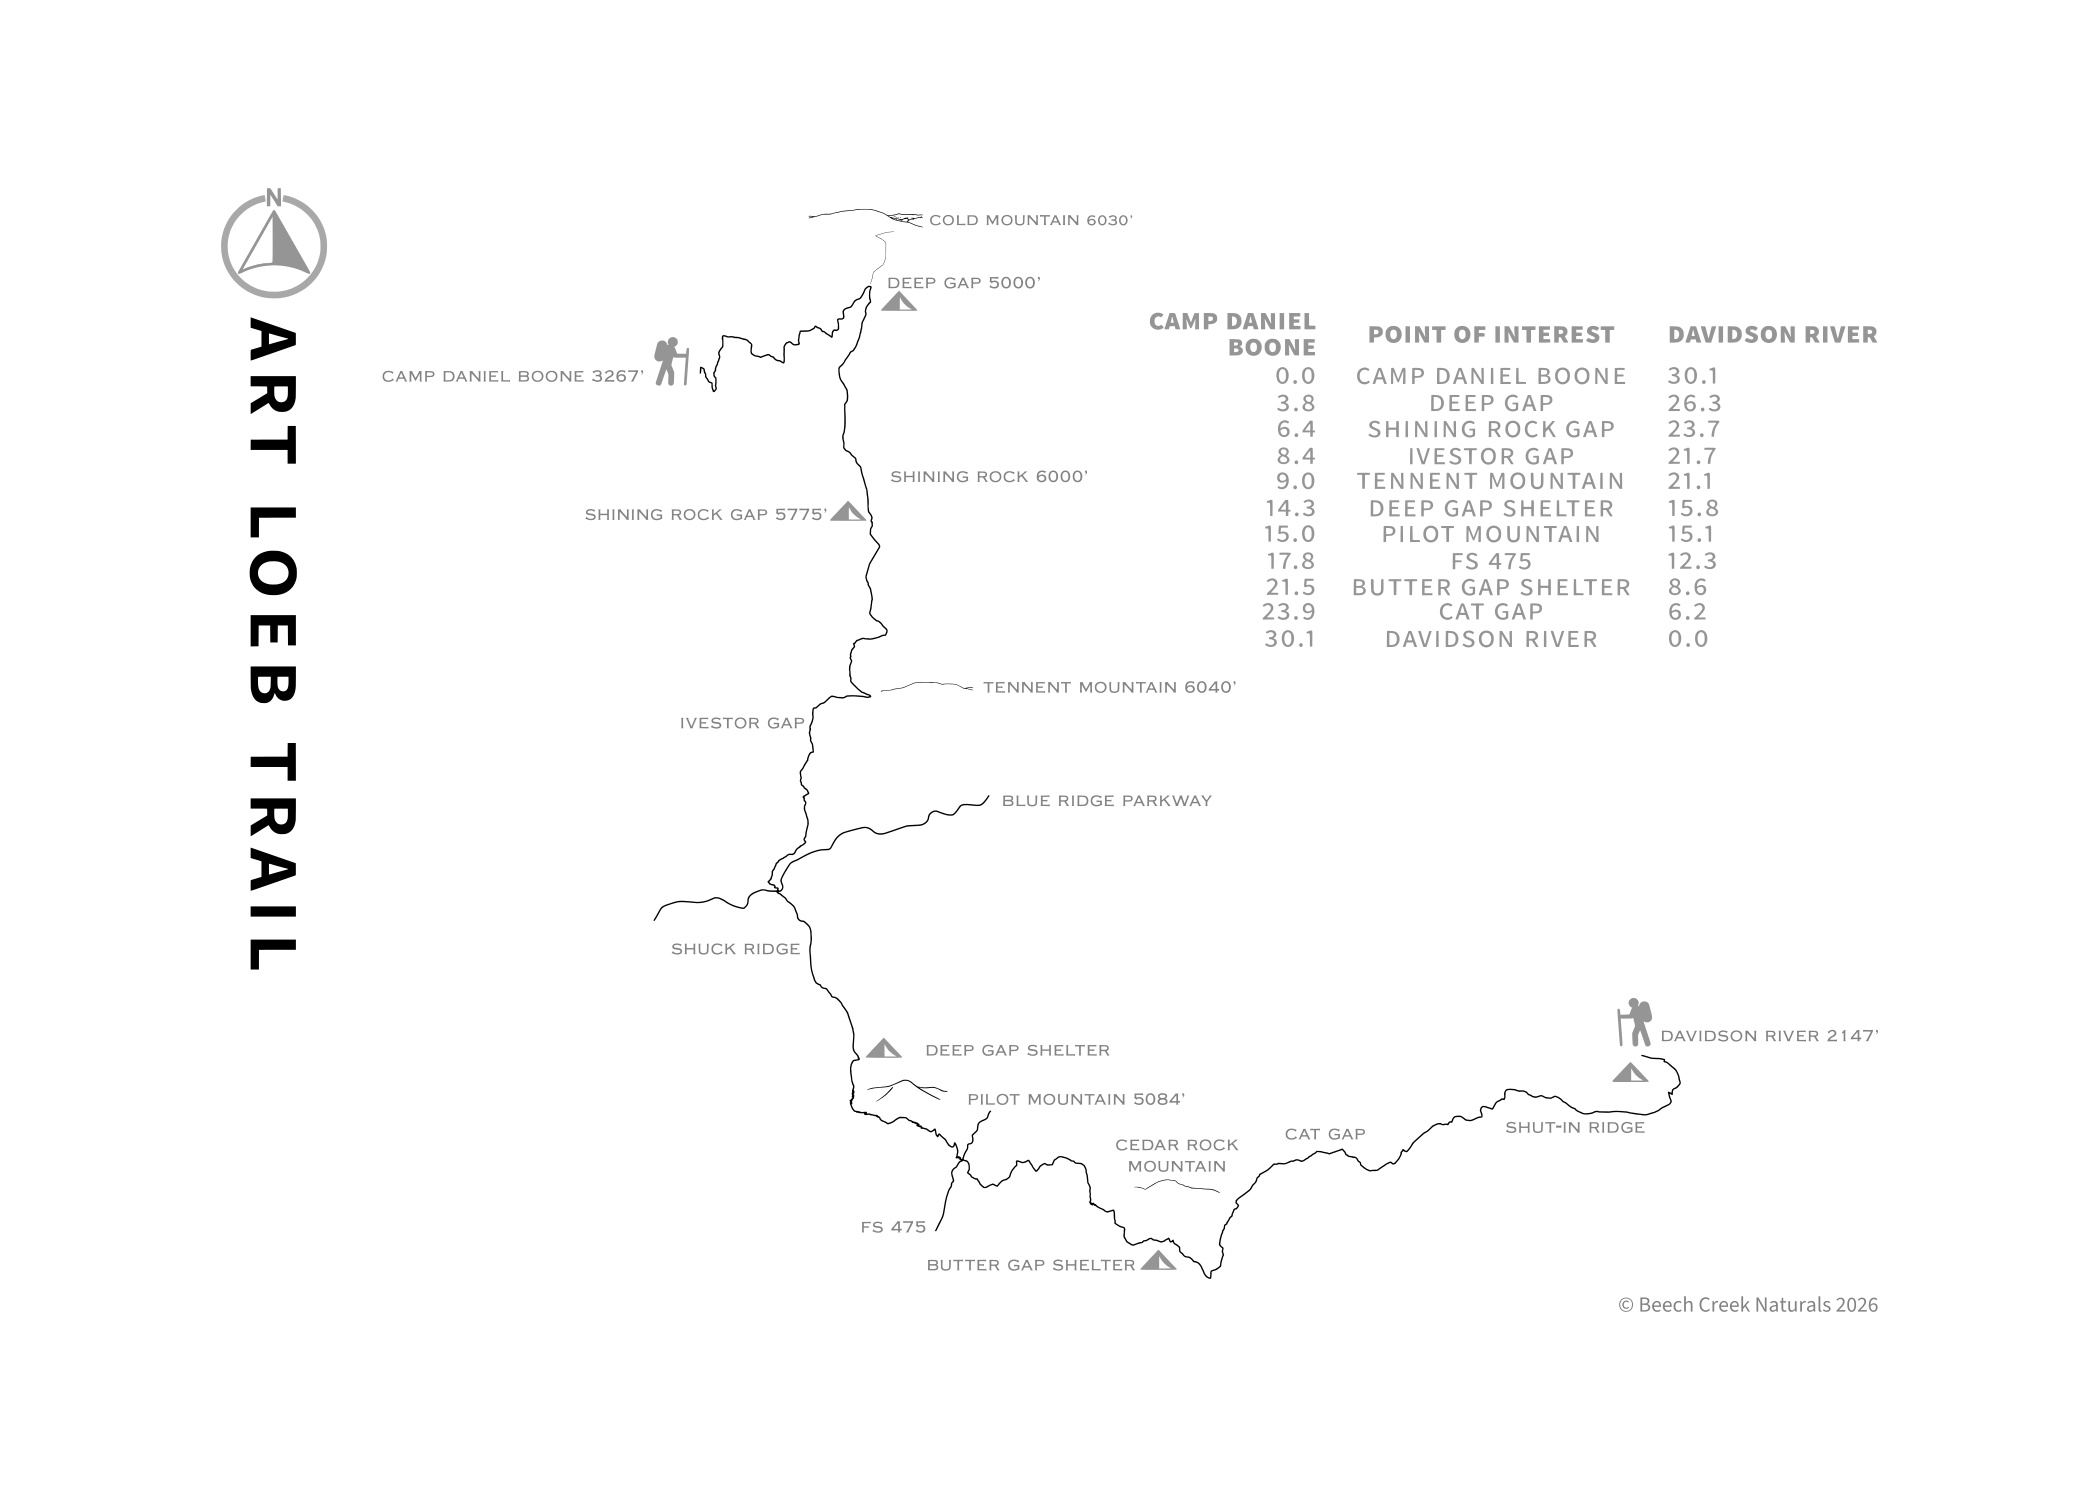 N
ART LOEB TRAIL
COLD MOUNTAIN 6030'
DEEP GAP 5000'
CAMP DANIEL BOONE 3267'
SHINING ROCK 6000'
SHINING ROCK GAP 5775'
TENNENT MOUNTAIN 6040'
IVESTOR GAP
BLUE RIDGE PARKWAY
SHUCK RIDGE
DEEP GAP SHELTER
PILOT MOUNTAIN 5084'
CEDAR ROCK
MOUNTAIN
CAT GAP
SHUT-IN RIDGE
DAVIDSON RIVER 2147'
FS 475
BUTTER GAP SHELTER
CAMP DANIEL
BOONE POINT OF INTEREST DAVIDSON RIVER
0.0 CAMP DANIEL BOONE 30.1
3.8 DEEP GAP 26.3
6.4 SHINING ROCK GAP 23.7
8.4 IVESTOR GAP 21.7
9.0 TENNENT MOUNTAIN 21.1
14.3 DEEP GAP SHELTER 15.8
15.0 PILOT MOUNTAIN 15.1
17.8 FS 475 12.3
21.5 BUTTER GAP SHELTER 8.6
23.9 CAT GAP 6.2
30.1 DAVIDSON RIVER 0.0
© Beech Creek Naturals 2026